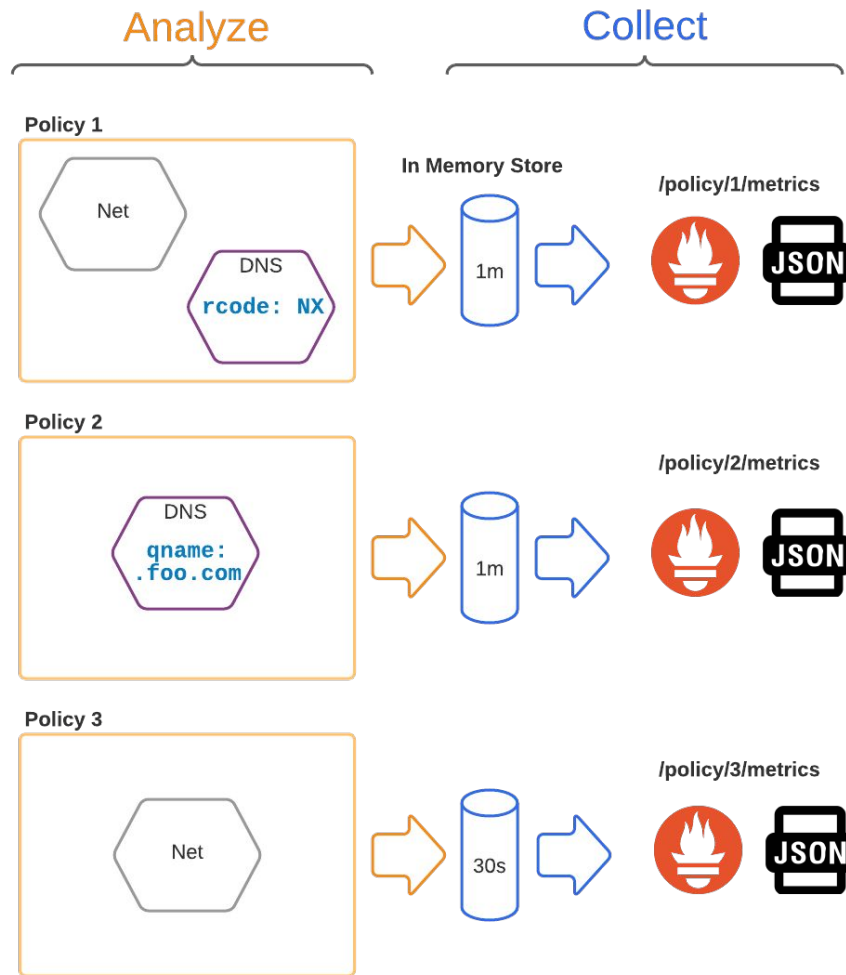 Analyze
Collect
Policy 1
Net
DNS
rcode: NX
In Memory Store
1m
/policy/1/metrics
JSON
Policy 2
DNS
qname:
.foo.com
1m
/policy/2/metrics
JSON
Policy 3
Net
30s
/policy/3/metrics
JSON